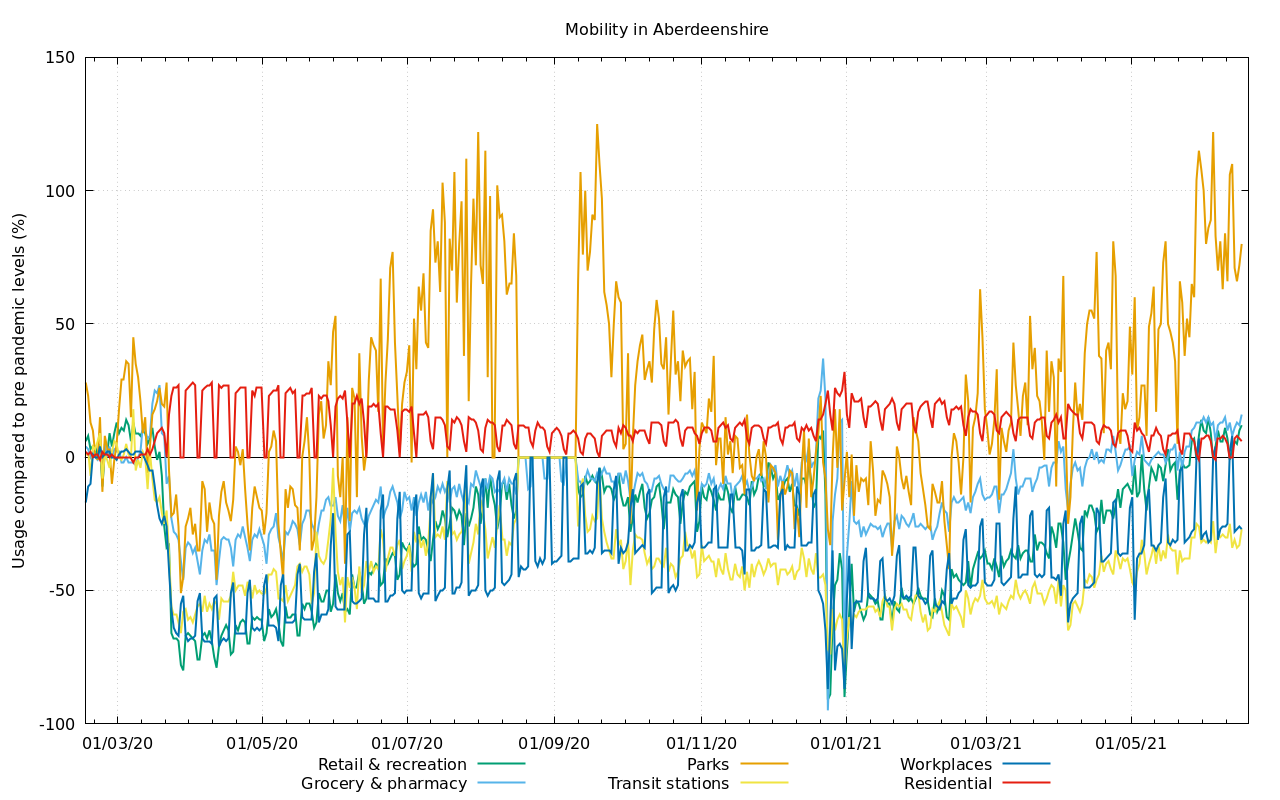 Mobility in Aberdeenshire
Usage compared to pre pandemic levels (%)
150
100
50
0
-50
-100
01/03/20 01/05/20 01/07/20 01/09/20 01/11/20 01/01/21 01/03/21 01/05/21
Retail & recreation Parks Workplaces
Grocery & pharmacy Transit stations Residential